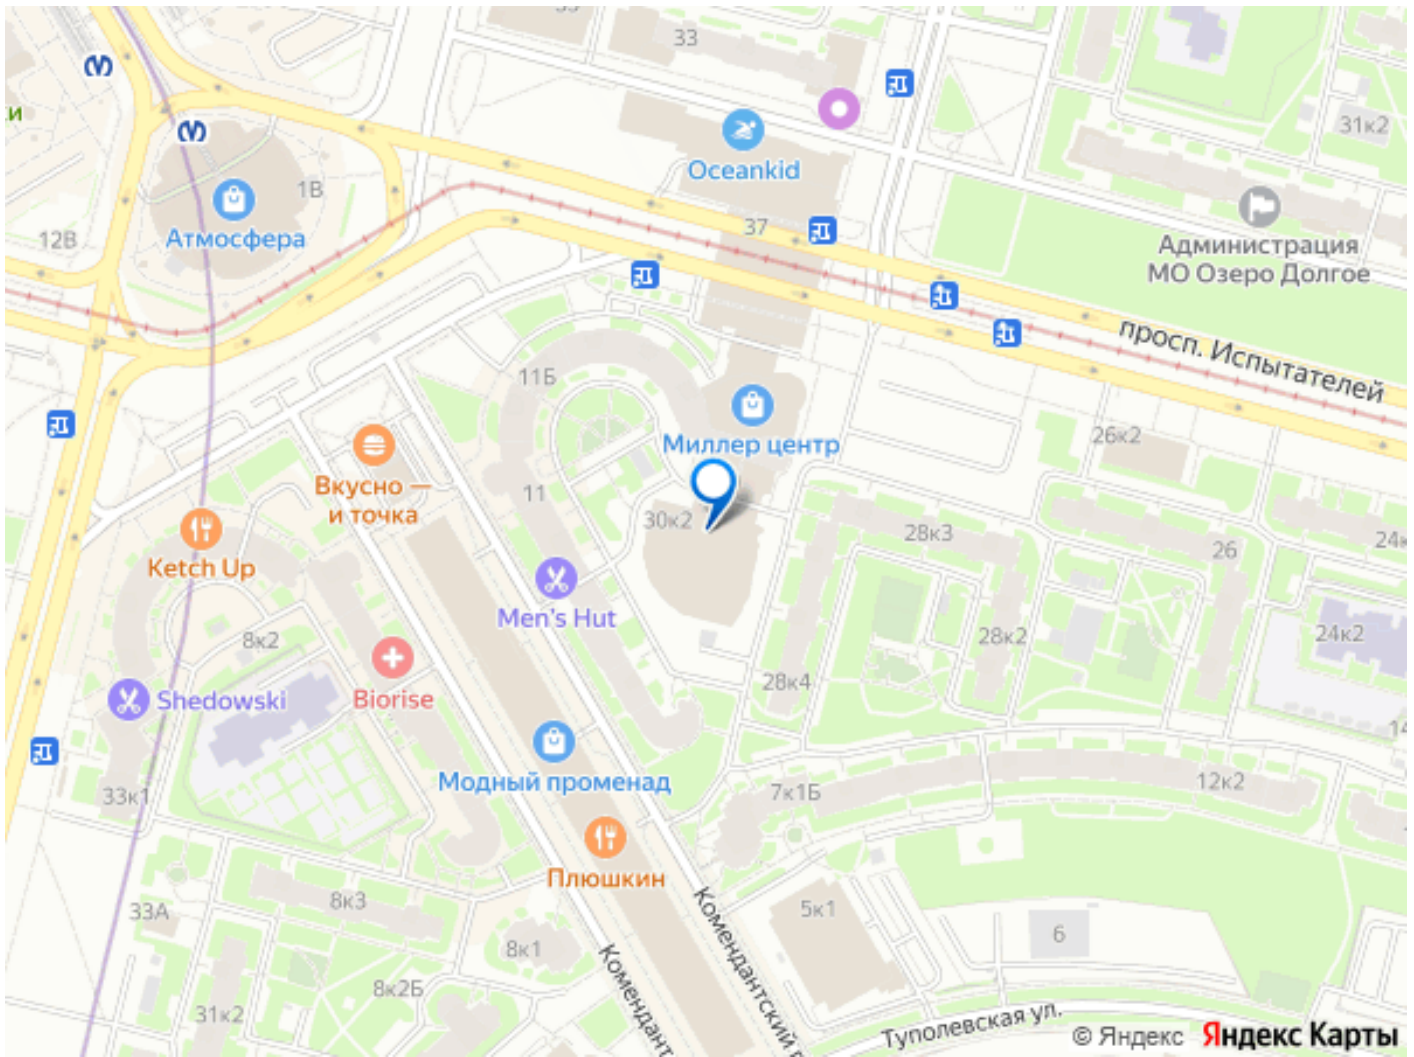 33
31к2
Oceankid
1В
Атмосфера
12В
37
Администрация
МО Озеро Долгое
просп. Испытателей
11Б
Миллер центр
26к2
Вкусно —
и точка
11
30к2
28к3
26
Ketch Up
Men's Hut
8к2
28к2
24к2
28к4
Shedowski
Biorise
Модный променад
33к1
7к1Б
12к2
Плюшкин
8к3
33А
5к1
6
8к1
8к2Б
31к2
Комендант
Комендантский п
Туполевская ул.
© Яндекс Яндекс Карты